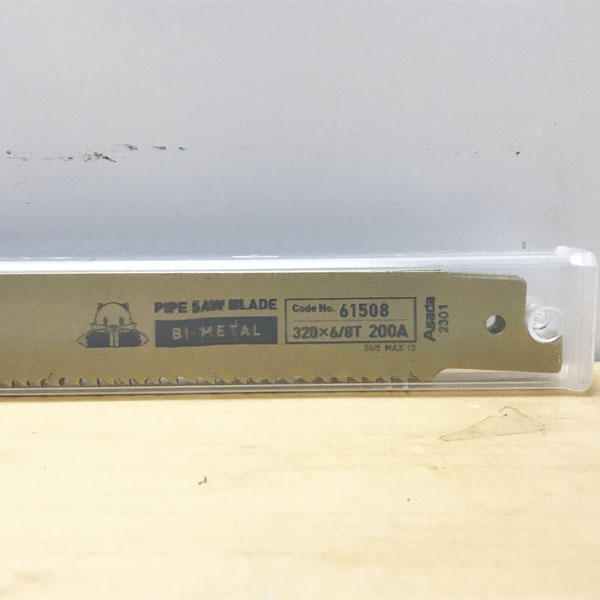 PIPE SAW BLADE
BI-METAL
Code No. 61508
320×6/8T 200A
SUS MAX 12
Asada
2301